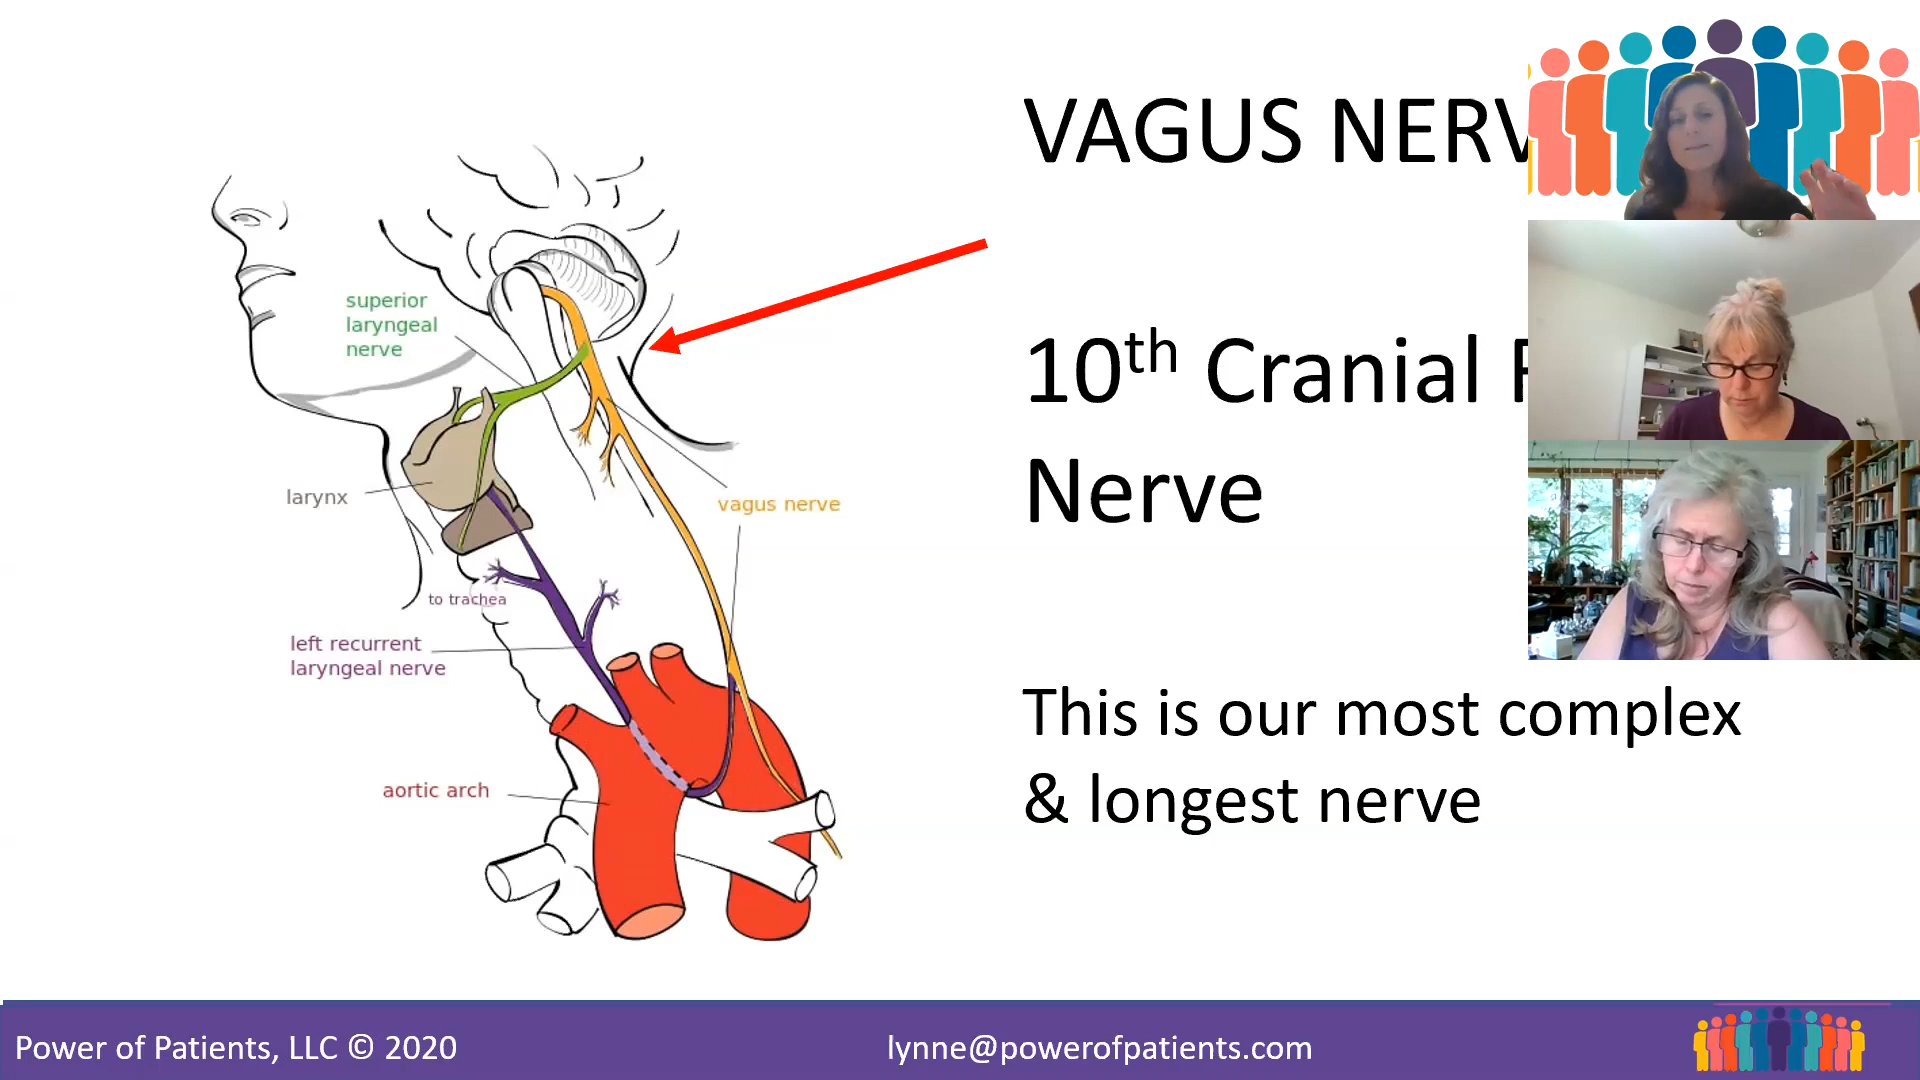 VAGUS NERV
10th Cranial
Nerve
This is our most complex
& longest nerve
superior
laryngeal
nerve
larynx
vagus nerve
to trachea
left recurrent
laryngeal nerve
aortic arch
Power of Patients, LLC © 2020
lynne@powerofpatients.com